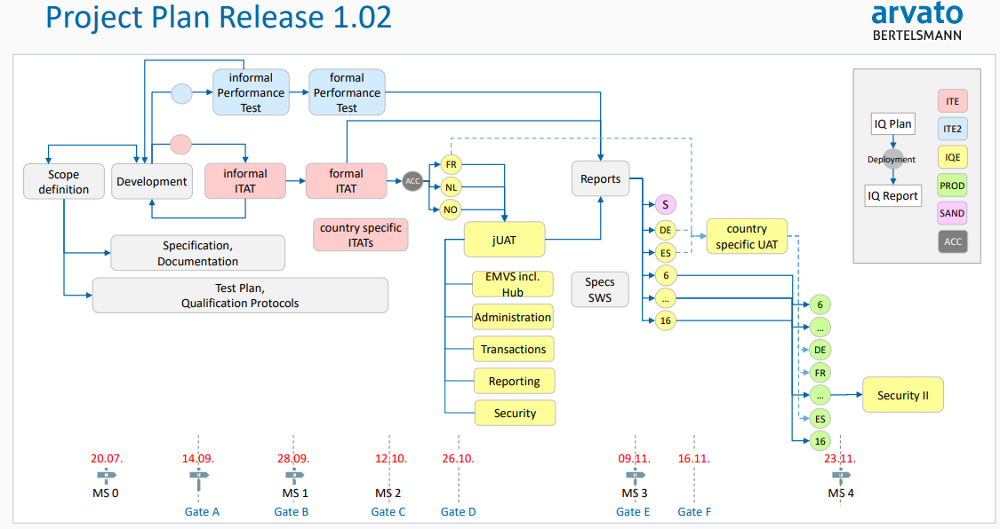 Project Plan Release 1.02
arvato
BERTELSMANN
informal
Performance
Test
formal
Performance
Test
IQ Plan
Deployment
IQ Report
ITE
ITE2
IQE
PROD
SAND
ACC
Scope
definition
Development
informal
ITAT
formal
ITAT
ACC
FR
NL
NO
Reports
country specific
ITATs
jUAT
S
DE
ES
6
...
16
country
specific UAT
Specification,
Documentation
Test Plan,
Qualification Protocols
EMVS incl.
Hub
Administration
Transactions
Reporting
Security
Specs
SWS
6
...
DE
FR
...
ES
16
Security II
20.07.
14.09.
28.09.
12.10.
26.10.
09.11.
16.11.
23.11.
MS 0
MS 1
MS 2
MS 3
MS 4
Gate A
Gate B
Gate C
Gate D
Gate E
Gate F